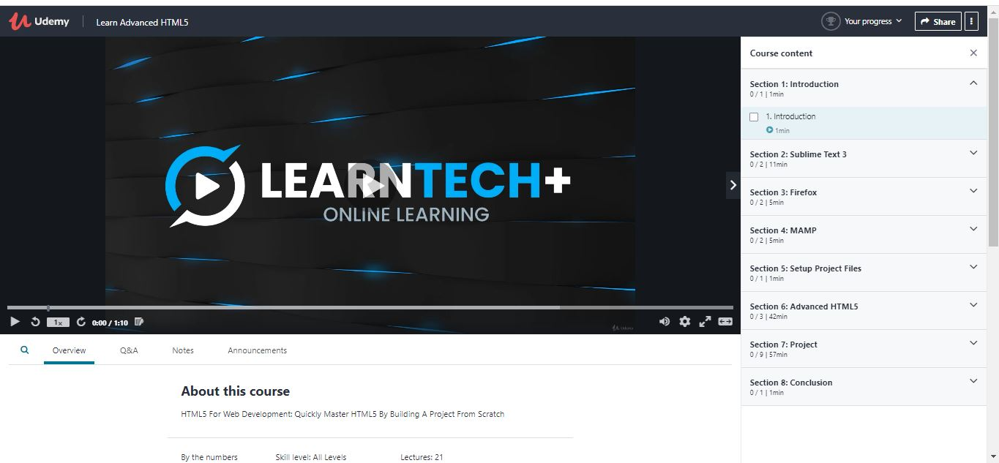 Udemy
Learn Advanced HTML5
Your progress
Share
LEARNTECH+
ONLINE LEARNING
1x
0:00 / 1:10
Udemy
Overview
Q&A
Notes
Announcements
About this course
HTML5 For Web Development: Quickly Master HTML5 By Building A Project From Scratch
By the numbers
Skill level: All Levels
Lectures: 21
Course content
Section 1: Introduction
0 / 1 | 1min
1. Introduction
1min
Section 2: Sublime Text 3
0 / 2 | 11min
Section 3: Firefox
0 / 2 | 5min
Section 4: MAMP
0 / 2 | 5min
Section 5: Setup Project Files
0 / 1 | 1min
Section 6: Advanced HTML5
0 / 3 | 42min
Section 7: Project
0 / 9 | 57min
Section 8: Conclusion
0 / 1 | 1min